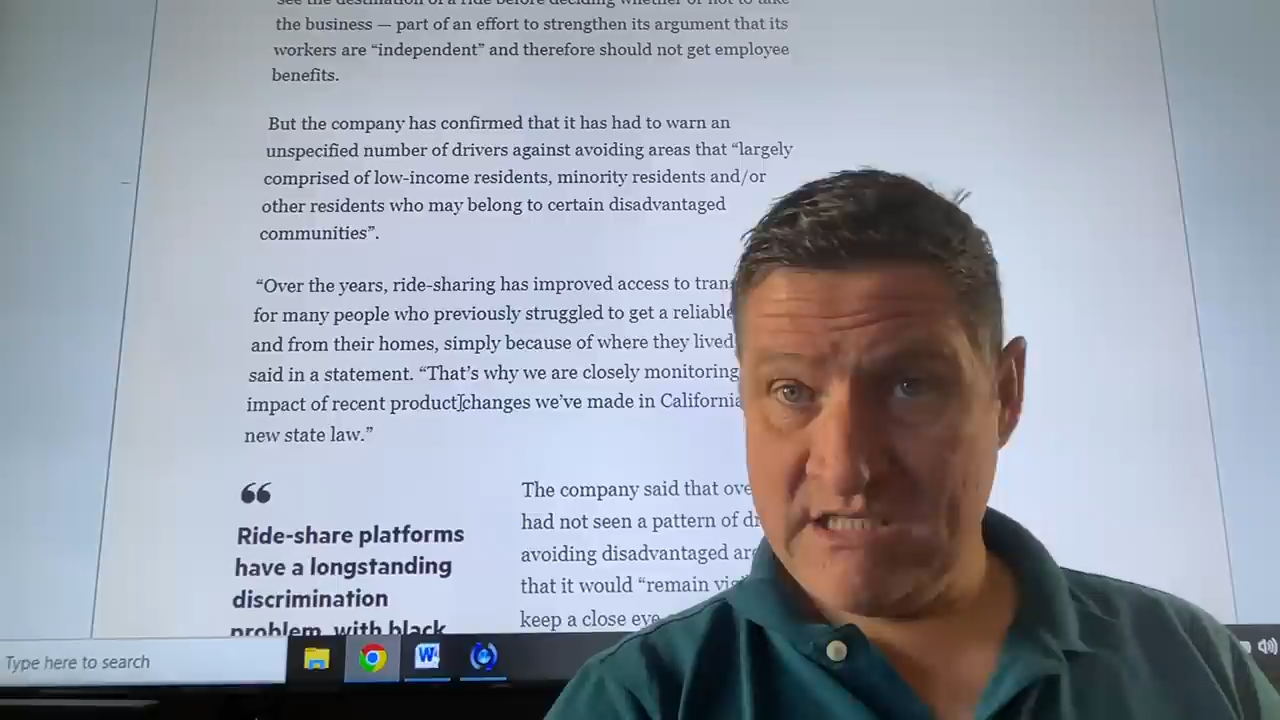 see the destination of a ride before deciding whether or not to take
the business — part of an effort to strengthen its argument that its
workers are “independent” and therefore should not get employee
benefits.
But the company has confirmed that it has had to warn an
unspecified number of drivers against avoiding areas that “largely
comprised of low-income residents, minority residents and/or
other residents who may belong to certain disadvantaged
communities”.
“Over the years, ride-sharing has improved access to
for many people who previously struggled to get a reliable
and from their homes, simply because of where they lived
said in a statement. “That’s why we are closely monitoring
impact of recent product changes we’ve made in California
new state law.”
“
Ride-share platforms
have a longstanding
discrimination
problem, with black
The company said that
had not seen a pattern of
avoiding disadvantaged
that it would “remain
keep a close eye
Type here to search
W